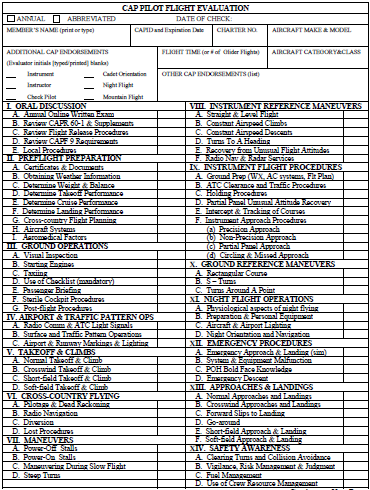 CAP PILOT FLIGHT EVALUATION
ANNUAL ABBREVIATED DATE OF CHECK:
MEMBER'S NAME (print or type) CAPID and Expiration Date CHARTER NO. AIRCRAFT MAKE & MODEL
ADDITIONAL CAP ENDORSEMENTS FLIGHT TIME (or # of Glider Flights) AIRCRAFT CATEGORY&CLASS
(Evaluator initials [typed/printed] blanks)
OTHER CAP ENDORSEMENTS (list)
Instrument Cadet Orientation
Instructor Night Flight
Check Pilot Mountain Flight
I. ORAL DISCUSSION
A. Annual Online Written Exam
B. Review CAPR 60-1 & Supplements
C. Review Flight Release Procedures
D. Review CAPF 9 Requirements
E. Local Procedures
II. PREFLIGHT PREPARATION
A. Certificates & Documents
B. Obtaining Weather Information
C. Determine Weight & Balance
D. Determine Takeoff Performance
E. Determine Cruise Performance
F. Determine Landing Performance
G. Cross-country Flight Planning
H. Aircraft Systems
I. Aeromedical Factors
III. GROUND OPERATIONS
A. Visual Inspection
B. Starting Engines
C. Taxiing
D. Use of Checklist (mandatory)
E. Passenger Briefing
F. Sterile Cockpit Procedures
G. Post-flight Procedures
IV. AIRPORT & TRAFFIC PATTERN OPS
A. Radio Comm & ATC Light Signals
B. Surface and Traffic Pattern Operations
C. Airport & Runway Markings & Lighting
V. TAKEOFF & CLIMBS
A. Normal Takeoff & Climb
B. Crosswind Takeoff & Climb
C. Short-field Takeoff & Climb
D. Soft-field Takeoff & Climb
VI. CROSS-COUNTRY FLYING
A. Pilotage & Dead Reckoning
B. Radio Navigation
C. Diversion
D. Lost Procedures
VII. MANEUVERS
A. Power-Off Stalls
B. Power-On Stalls
C. Maneuvering During Slow Flight
D. Steep Turns
VIII. INSTRUMENT REFERENCE MANEUVERS
A. Straight & Level Flight
B. Constant Airspeed Climbs
C. Constant Airspeed Descents
D. Turns To A Heading
E. Recovery from Unusual Flight Attitudes
F. Radio Nav & Radar Services
IX. INSTRUMENT FLIGHT PROCEDURES
A. Ground Prep (WX, AC systems, Flt Plan)
B. ATC Clearance and Traffic Procedures
C. Holding Procedures
D. Partial Panel Unusual Attitude Recovery
E. Intercept & Tracking of Courses
F. Instrument Approach Procedures
(a) Precision Approach
(b) Non-Precision Approach
(c) Partial Panel Approach
(d) Circling & Missed Approach
X. GROUND REFERENCE MANEUVERS
A. Rectangular Course
B. S – Turns
C. Turns Around A Point
XI. NIGHT FLIGHT OPERATIONS
A. Physiological aspects of night flying
B. Preparation & Personal Equipment
C. Aircraft & Airport Lighting
D. Night Orientation and Navigation
XII. EMERGENCY PROCEDURES
A. Emergency Approach & Landing (sim)
B. System & Equipment Malfunction
C. POH Bold Face Knowledge
D. Emergency Descent
XIII. APPROACHES & LANDINGS
A. Normal Approaches and Landings
B. Crosswind Approaches and Landings
C. Forward Slips to Landing
D. Go-around
E. Short-field Approach & Landing
F. Soft-field Approach & Landing
XIV. SAFETY AWARENESS
A. Clearing Turns and Collision Avoidance
B. Vigilance, Risk Management & Judgment
C. Fuel Management
D. Use of Crew Resource Management